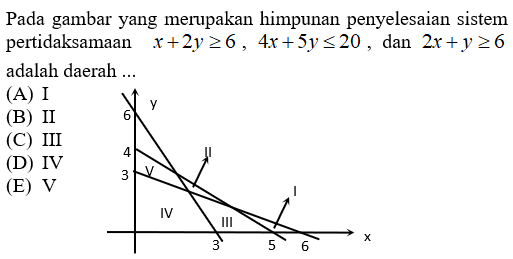 Pada gambar yang merupakan himpunan penyelesaian sistem
pertidaksamaan x + 2y ≥ 6 , 4x + 5y ≤ 20 , dan 2x + y ≥ 6
adalah daerah ...
(A) I
(B) II
(C) III
(D) IV
(E) V
y
6
4
II
3
V
I
IV
III
x
3
5
6